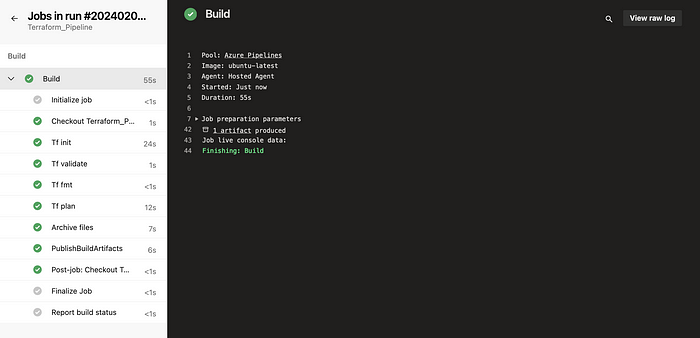 Jobs in run #2024020...
Terraform_Pipeline
Build
Build 55s
Initialize job <1s
Checkout Terraform_P... 1s
Tf init 24s
Tf validate 1s
Tf fmt <1s
Tf plan 12s
Archive files 7s
PublishBuildArtifacts 6s
Post-job: Checkout T... <1s
Finalize Job <1s
Report build status <1s
Build
View raw log
1 Pool: Azure Pipelines
2 Image: ubuntu-latest
3 Agent: Hosted Agent
4 Started: Just now
5 Duration: 55s
6
7 Job preparation parameters
42 1 artifact produced
43 Job live console data:
44 Finishing: Build